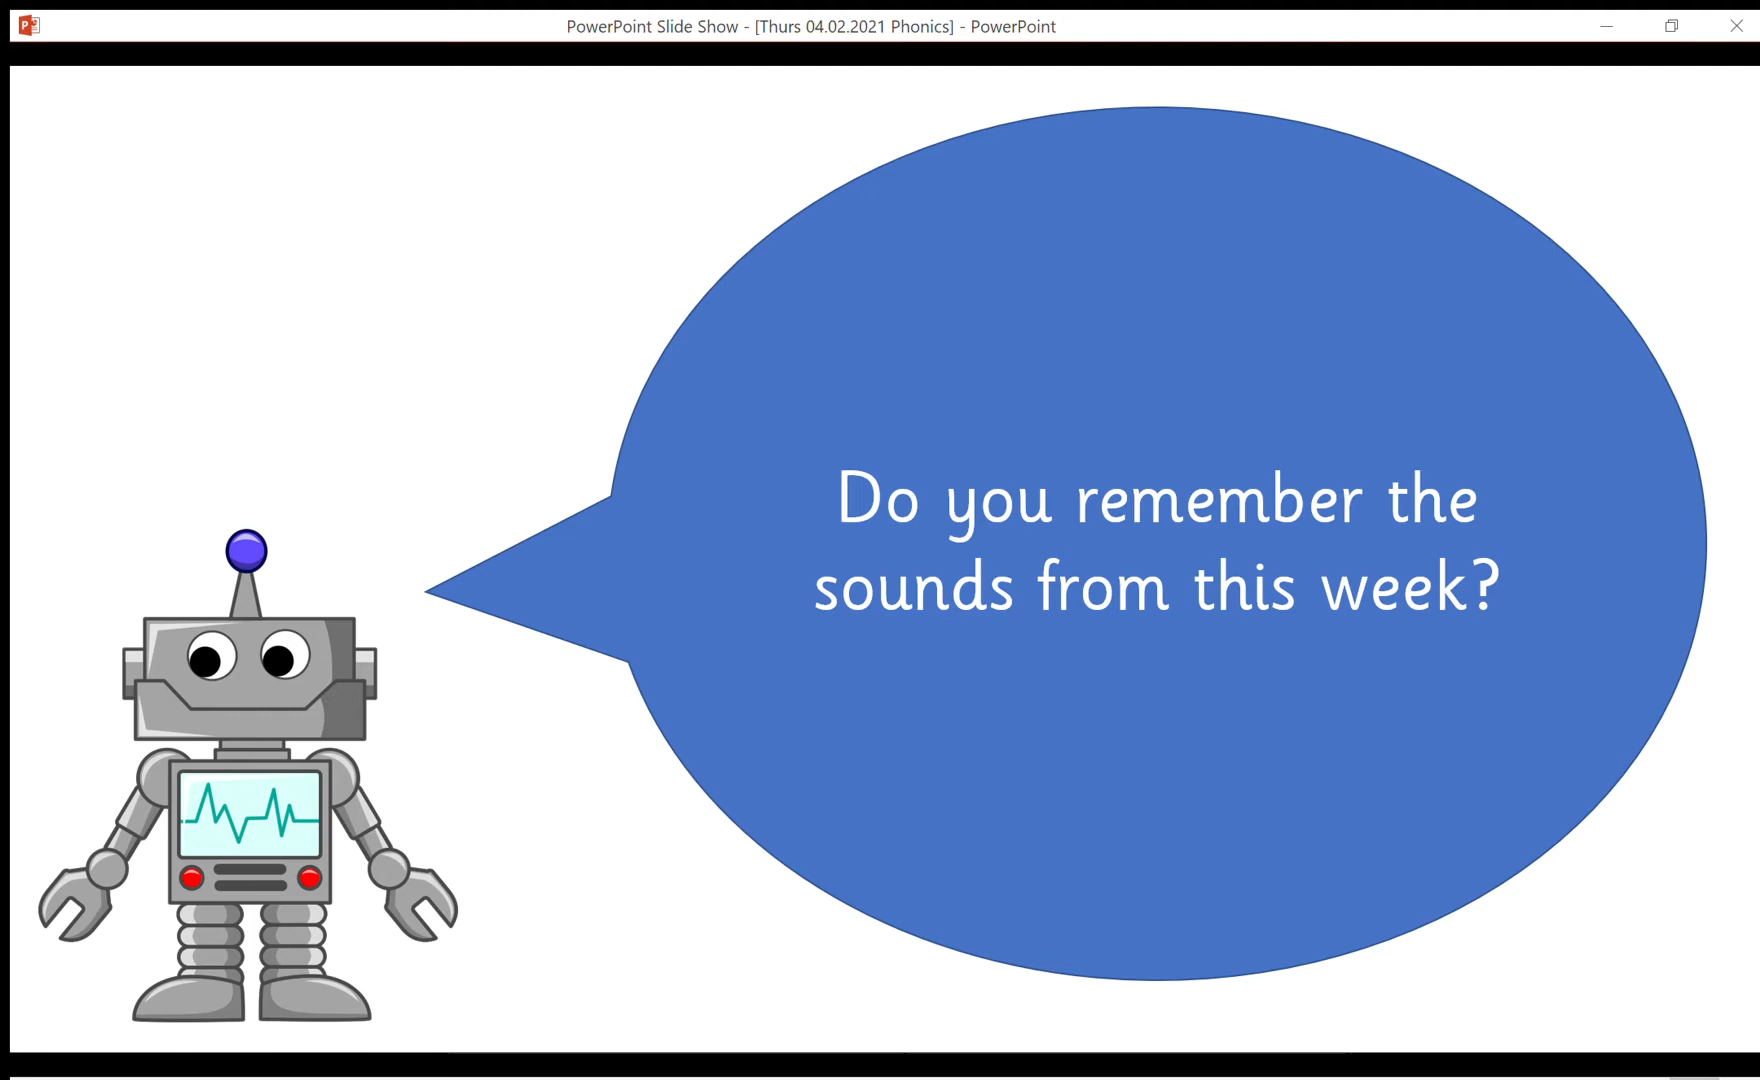 PowerPoint Slide Show - [Thurs 04.02.2021 Phonics] - PowerPoint
Do you remember the
sounds from this week?